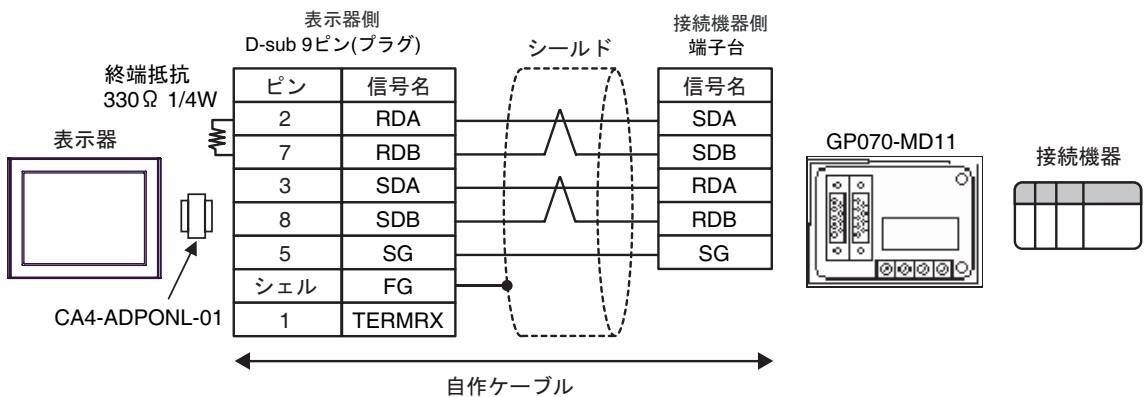 表示器側
D-sub 9ピン(プラグ)
シールド
接続機器側
端子台
終端抵抗
330Ω 1/4W
ピン 信号名 信号名
2 RDA SDA
7 RDB SDB
3 SDA RDA
8 SDB RDB
5 SG SG
シェル FG
1 TERMRX
表示器
GP070-MD11
接続機器
CA4-ADPONL-01
自作ケーブル